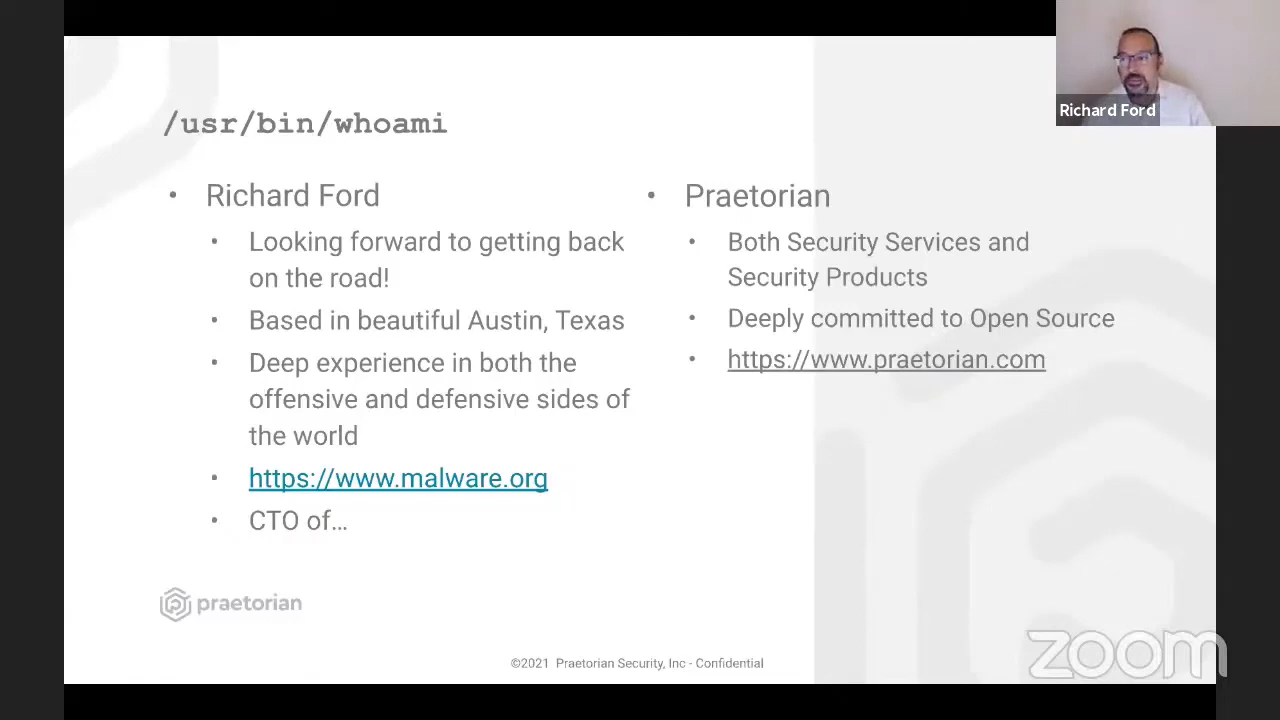 /usr/bin/whoami
Richard Ford
• Richard Ford
• Looking forward to getting back
on the road!
• Based in beautiful Austin, Texas
• Deep experience in both the
offensive and defensive sides of
the world
• https://www.malware.org
• CTO of…
• Praetorian
• Both Security Services and
Security Products
• Deeply committed to Open Source
• https://www.praetorian.com
praetorian
©2021 Praetorian Security, Inc - Confidential
zoom